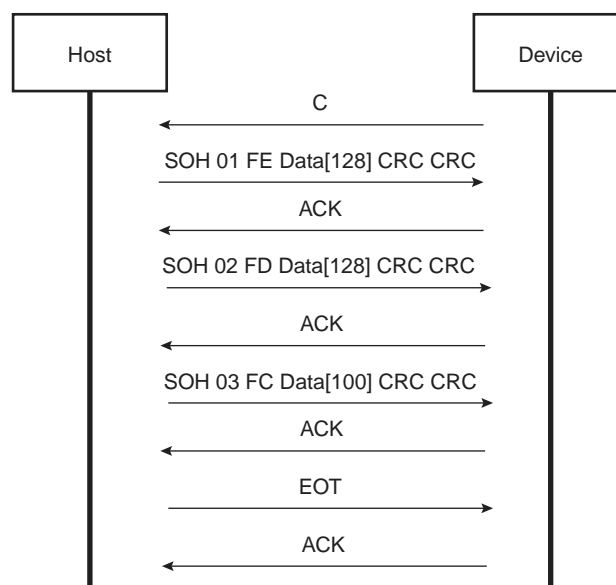 Host
Device
C
SOH 01 FE Data[128] CRC CRC
ACK
SOH 02 FD Data[128] CRC CRC
ACK
SOH 03 FC Data[100] CRC CRC
ACK
EOT
ACK